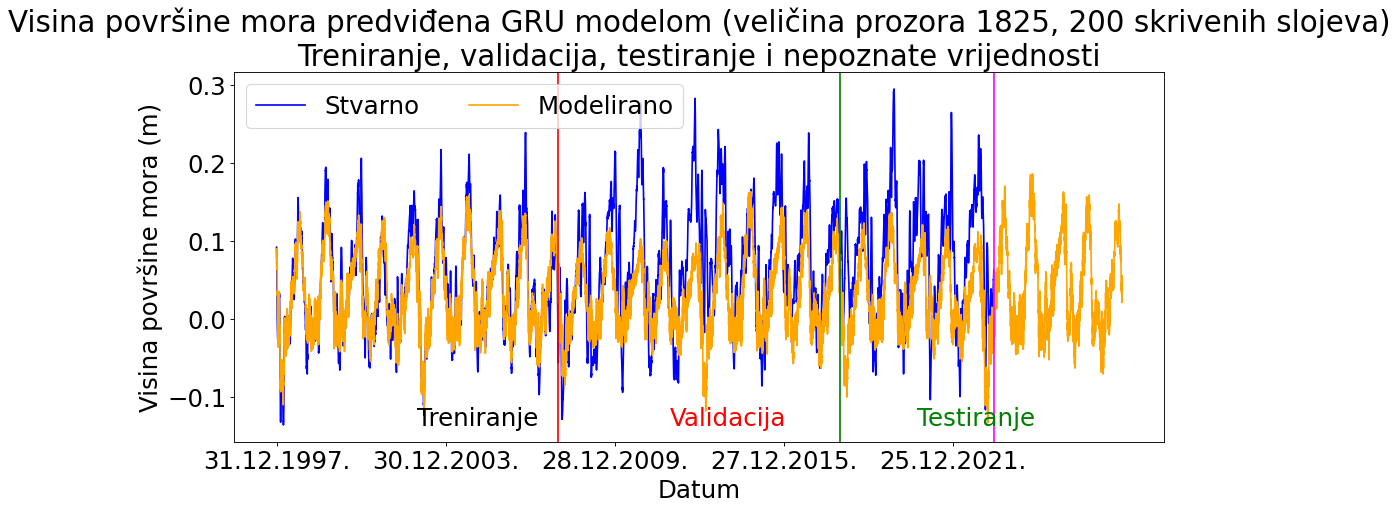 Visina površine mora predviđena GRU modelom (veličina prozora 1825, 200 skrivenih slojeva)
Treniranje, validacija, testiranje i nepoznate vrijednosti
Stvarno
Modelirano
Visina površine mora (m)
0.3
0.2
0.1
0.0
−0.1
Treniranje
Validacija
Testiranje
31.12.1997.
30.12.2003.
28.12.2009.
27.12.2015.
25.12.2021.
Datum